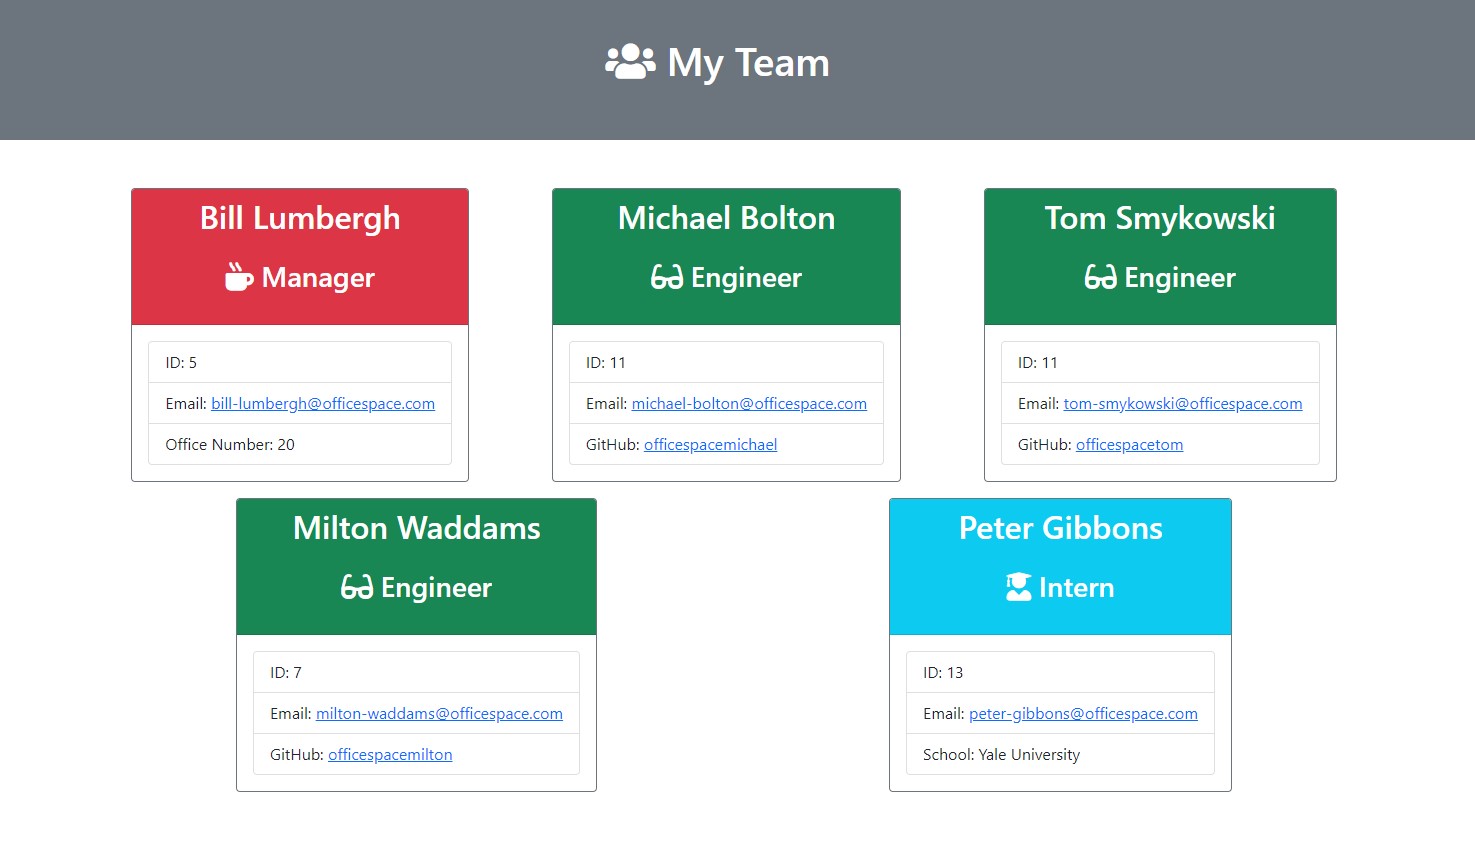 My Team
Bill Lumbergh
Manager
ID: 5
Email: bill-lumbergh@officespace.com
Office Number: 20
Michael Bolton
Engineer
ID: 11
Email: michael-bolton@officespace.com
GitHub: officespacemichael
Tom Smykowski
Engineer
ID: 11
Email: tom-smykowski@officespace.com
GitHub: officespacetom
Milton Waddams
Engineer
ID: 7
Email: milton-waddams@officespace.com
GitHub: officespacemilton
Peter Gibbons
Intern
ID: 13
Email: peter-gibbons@officespace.com
School: Yale University